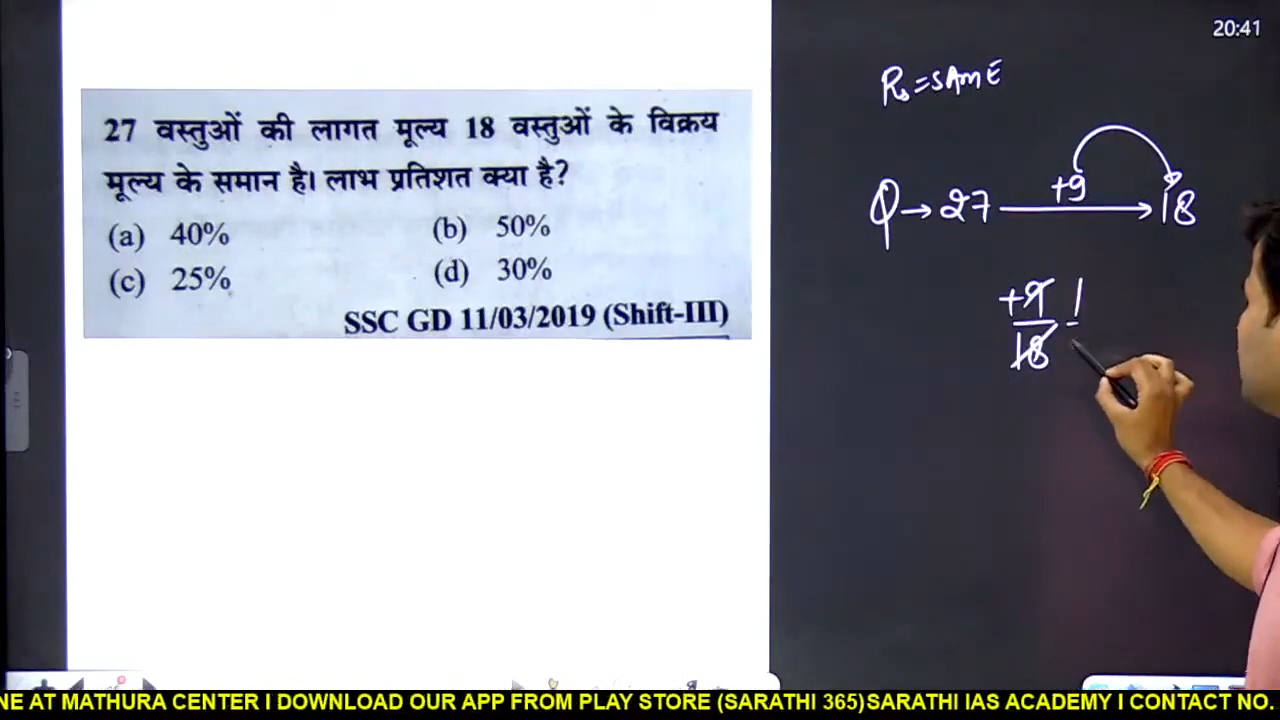 20:41
27 वस्तुओं की लागत मूल्य 18 वस्तुओं के विक्रय
मूल्य के समान है। लाभ प्रतिशत क्या है?
(a) 40% (b) 50%
(c) 25% (d) 30%
SSC GD 11/03/2019 (Shift-III)
Rs = SAME
+9
Q → 27 → 18
+9 1
18
NE AT MATHURA CENTER I DOWNLOAD OUR APP FROM PLAY STORE (SARATHI 365)SARATHI IAS ACADEMY I CONTACT NO.